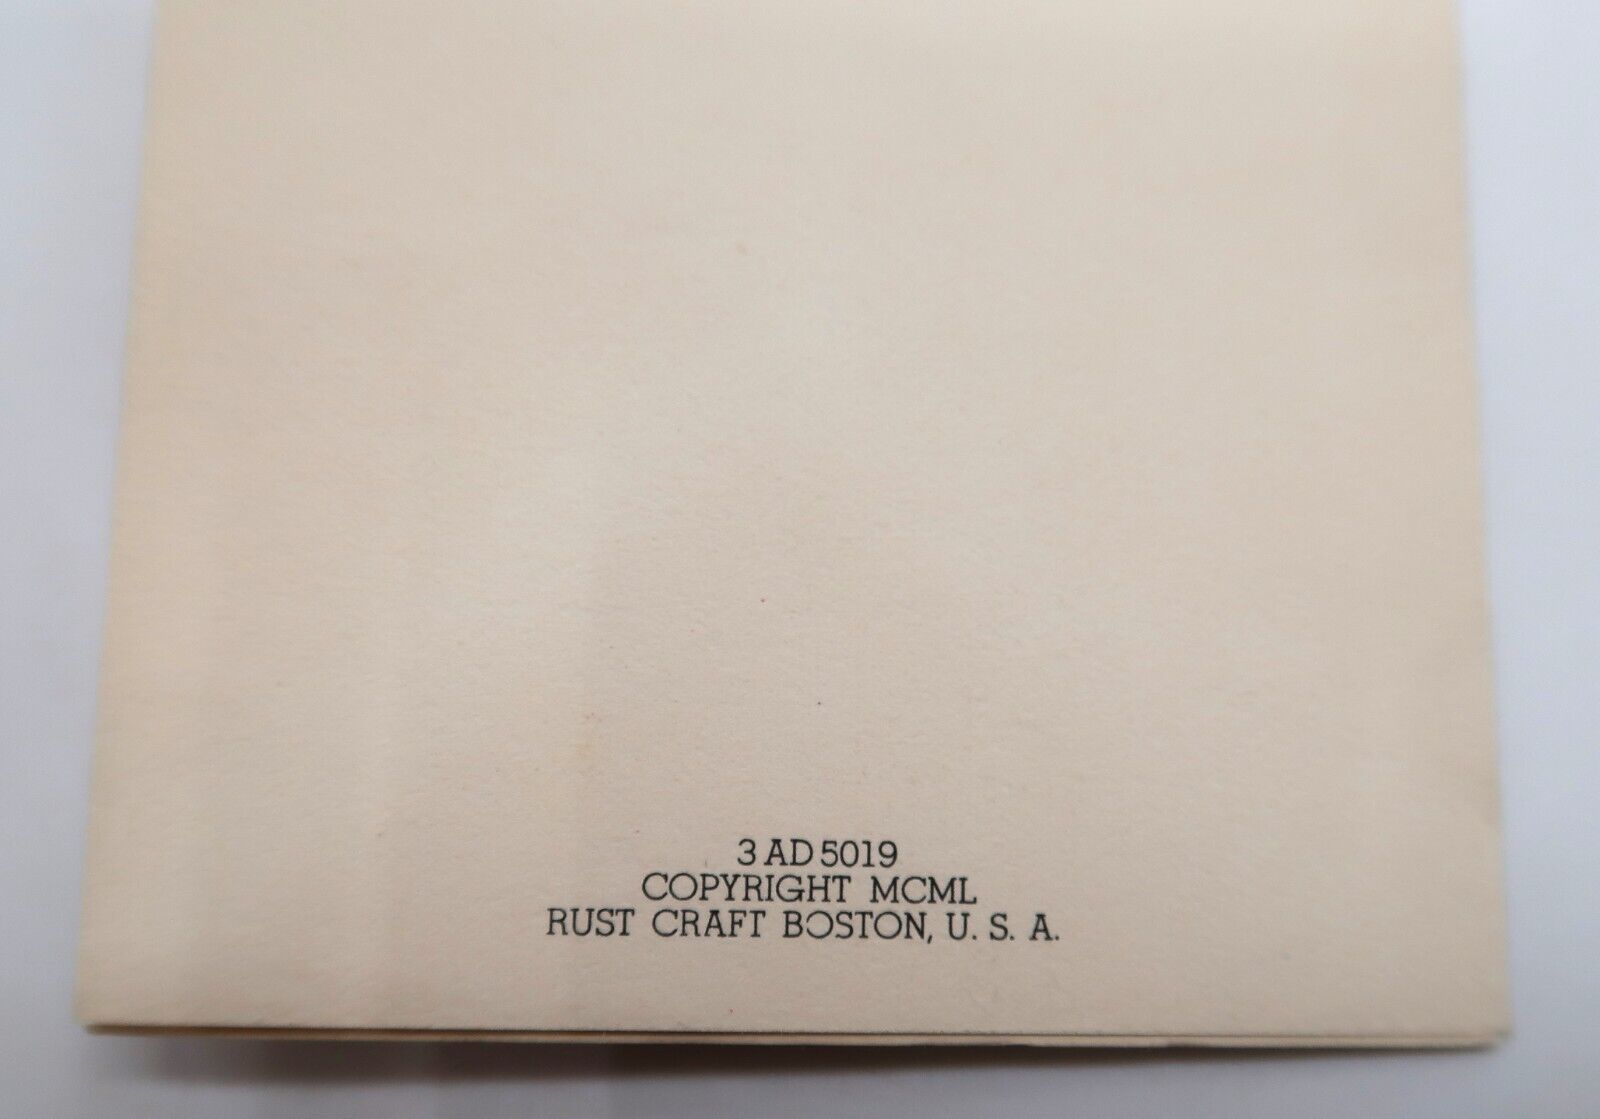 3 AD 5019
COPYRIGHT MCML
RUST CRAFT BOSTON, U. S. A.